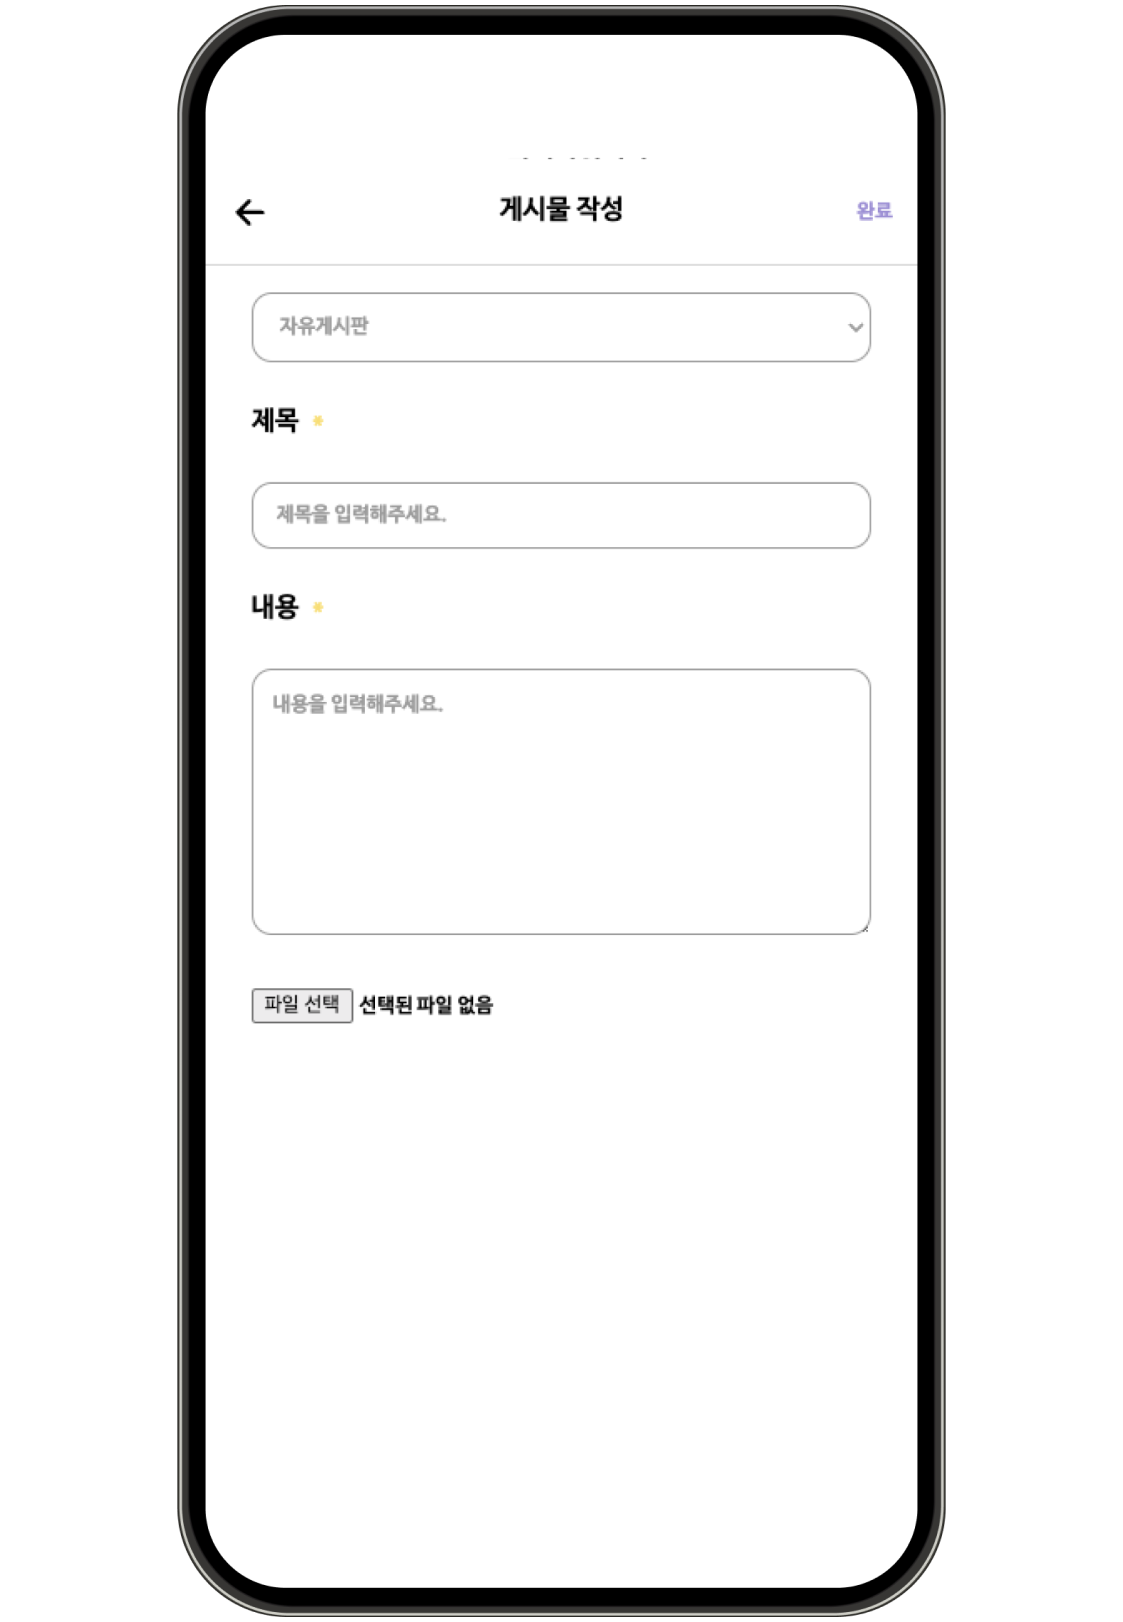 게시물 작성
완료
자유게시판
제목 *
제목을 입력해주세요.
내용 *
내용을 입력해주세요.
파일 선택 선택된 파일 없음